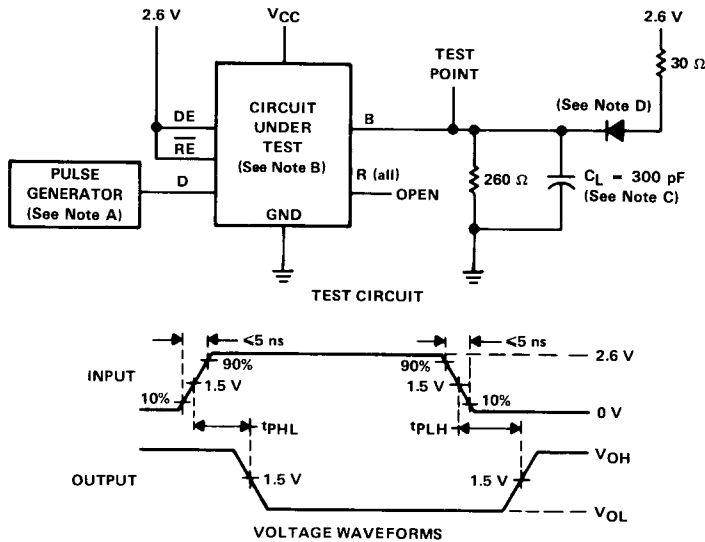 2.6 V
VCC
2.6 V
TEST
POINT
30 Ω
(See Note D)
DE
RE
CIRCUIT
UNDER
TEST
(See Note B)
B
PULSE
GENERATOR
(See Note A)
D
R (all)
OPEN
260 Ω
CL = 300 pF
(See Note C)
GND
TEST CIRCUIT
⩽5 ns
⩽5 ns
INPUT
90%
90%
2.6 V
1.5 V
1.5 V
10%
10%
0 V
tPHL
tPLH
OUTPUT
VOH
1.5 V
1.5 V
VOL
VOLTAGE WAVEFORMS